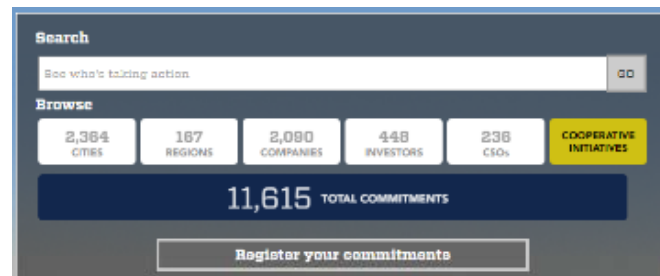 Search
See who's taking action
GO
Browse
2,364 167 2,090 448 236 COOPERATIVE
CITIES REGIONS COMPANIES INVESTORS CSOs INITIATIVES
11,615 TOTAL COMMITMENTS
Register your commitments